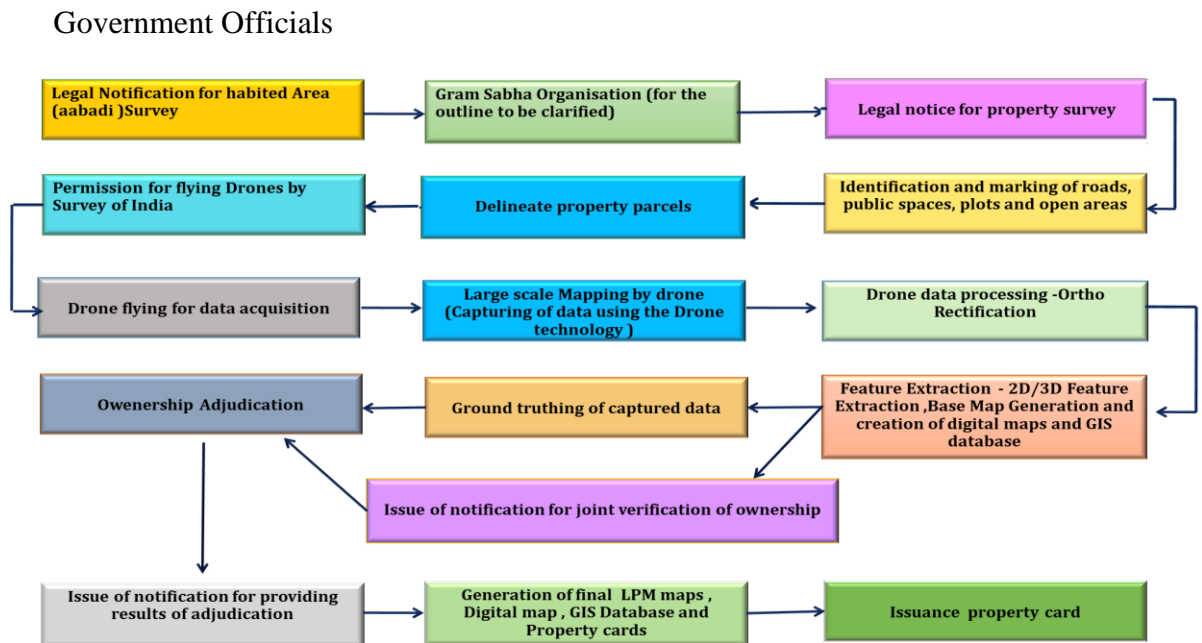 Government Officials
Legal Notification for habited Area
(aabadi )Survey
Gram Sabha Organisation (for the
outline to be clarified)
Legal notice for property survey
Permission for flying Drones by
Survey of India
Delineate property parcels
Identification and marking of roads,
public spaces, plots and open areas
Drone flying for data acquisition
Large scale Mapping by drone
(Capturing of data using the Drone
technology )
Drone data processing -Ortho
Rectification
Owenership Adjudication
Ground truthing of captured data
Feature Extraction - 2D/3D Feature
Extraction ,Base Map Generation and
creation of digital maps and GIS
database
Issue of notification for joint verification of ownership
Issue of notification for providing
results of adjudication
Generation of final LPM maps ,
Digital map , GIS Database and
Property cards
Issuance property card